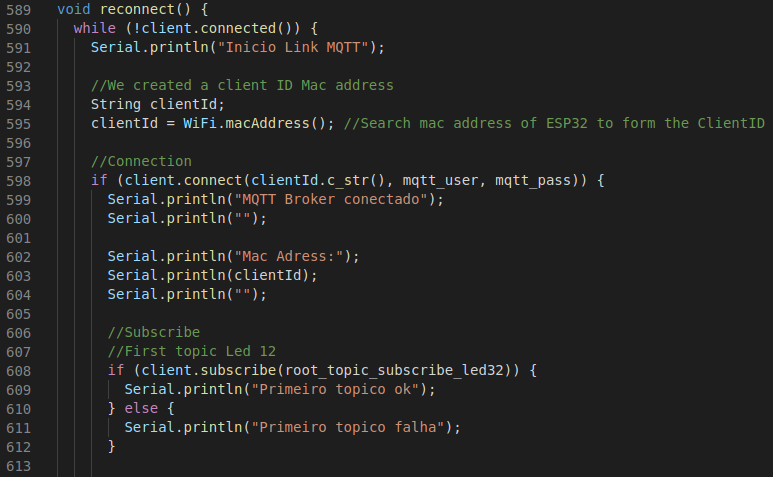 589 void reconnect() {
590 while (!client.connected()) {
591 Serial.println("Inicio Link MQTT");
592
593 //We created a client ID Mac address
594 String clientId;
595 clientId = WiFi.macAddress(); //Search mac address of ESP32 to form the ClientID
596
597 //Connection
598 if (client.connect(clientId.c_str(), mqtt_user, mqtt_pass)) {
599 Serial.println("MQTT Broker conectado");
600 Serial.println("");
601
602 Serial.println("Mac Adress:");
603 Serial.println(clientId);
604 Serial.println("");
605
606 //Subscribe
607 //First topic Led 12
608 if (client.subscribe(root_topic_subscribe_led32)) {
609 Serial.println("Primeiro topico ok");
610 } else {
611 Serial.println("Primeiro topico falha");
612 }
613